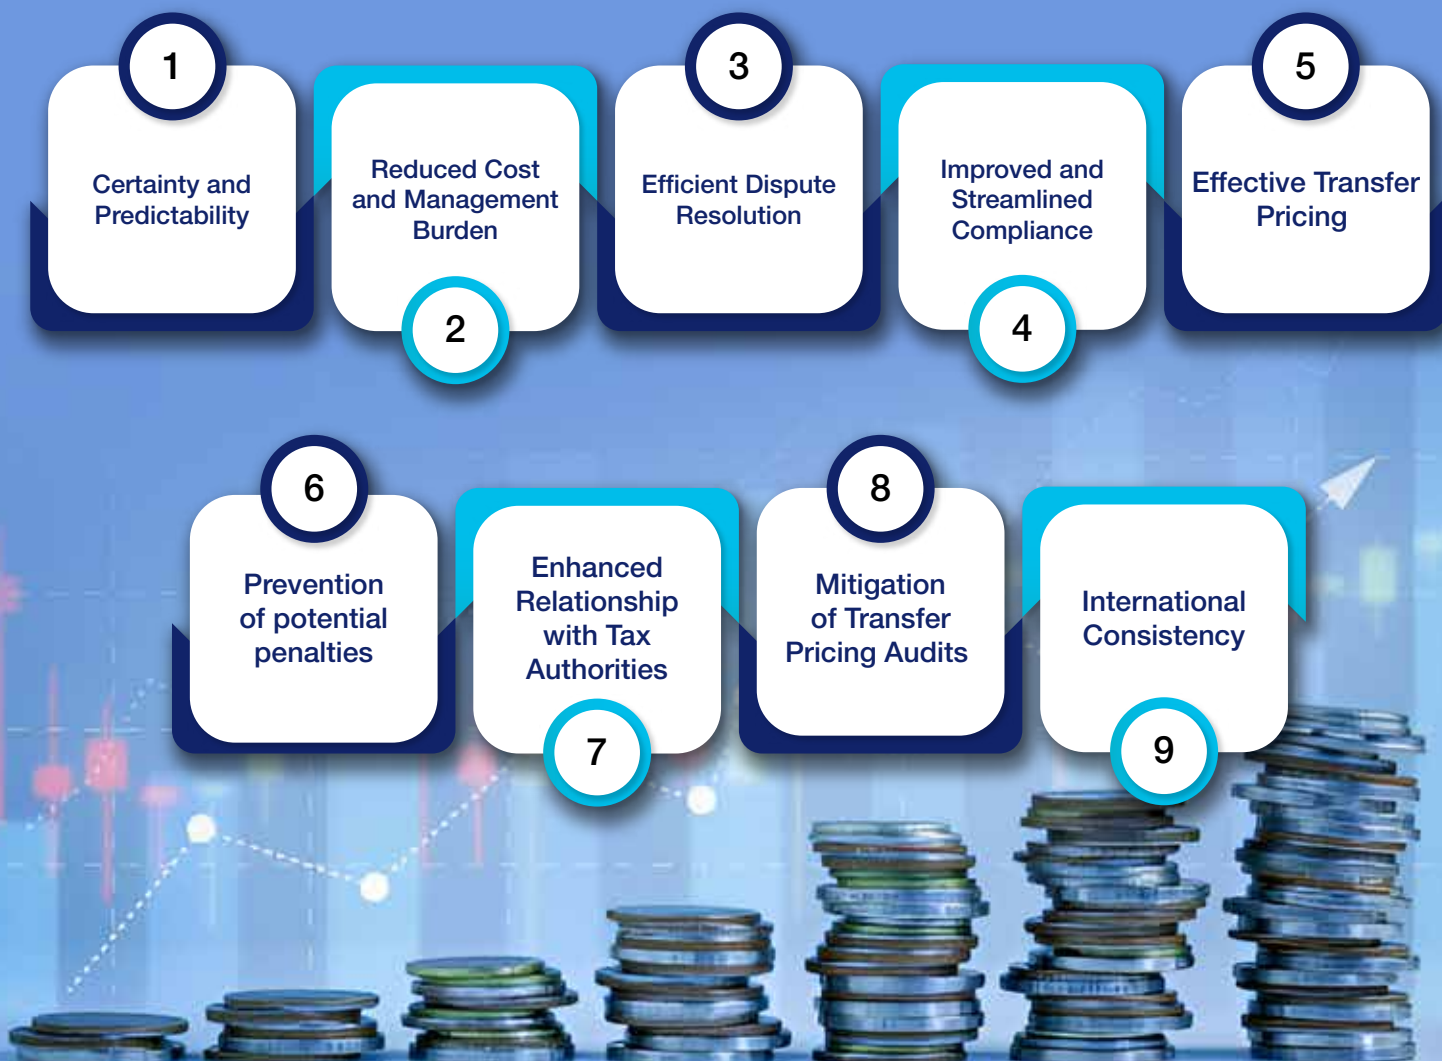 1
Certainty and
Predictability
Reduced Cost
and Management
Burden
2
3
Efficient Dispute
Resolution
Improved and
Streamlined
Compliance
4
5
Effective Transfer
Pricing
6
Prevention
of potential
penalties
Enhanced
Relationship
with Tax
Authorities
7
8
Mitigation
of Transfer
Pricing Audits
International
Consistency
9